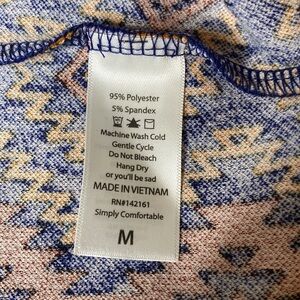 95% Polyester
5% Spandex
Machine Wash Cold
Gentle Cycle
Do Not Bleach
Hang Dry
or you'll be sad
MADE IN VIETNAM
RN#142161
Simply Comfortable
M